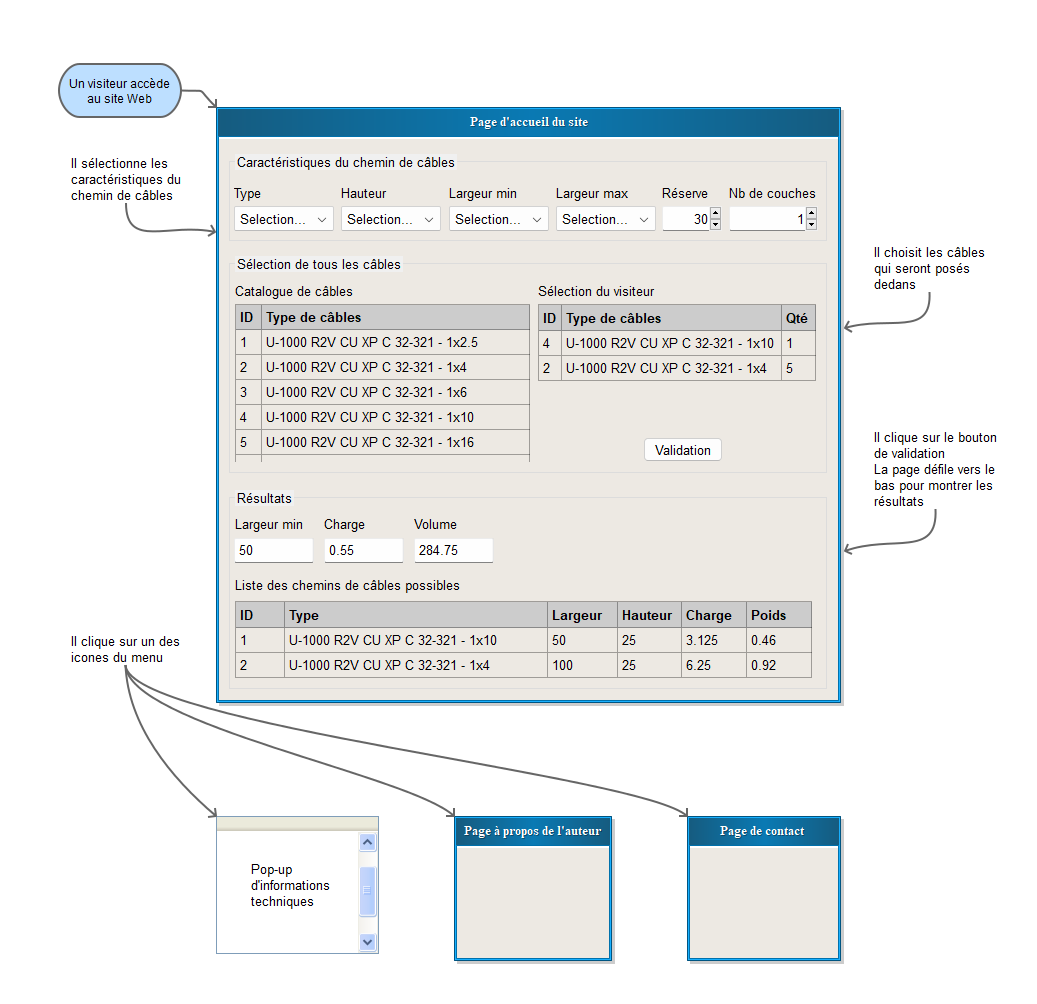 Un visiteur accède
au site Web
Page d'accueil du site
Il sélectionne les
caractéristiques du
chemin de câbles
Caractéristiques du chemin de câbles
Type Hauteur Largeur min Largeur max Réserve Nb de couches
Selection... Selection... Selection... Selection... 30 1
Il choisit les câbles
qui seront posés
dedans
Sélection de tous les câbles
Catalogue de câbles
ID Type de câbles
1 U-1000 R2V CU XP C 32-321 - 1x2.5
2 U-1000 R2V CU XP C 32-321 - 1x4
3 U-1000 R2V CU XP C 32-321 - 1x6
4 U-1000 R2V CU XP C 32-321 - 1x10
5 U-1000 R2V CU XP C 32-321 - 1x16
Sélection du visiteur
ID Type de câbles Qté
4 U-1000 R2V CU XP C 32-321 - 1x10 1
2 U-1000 R2V CU XP C 32-321 - 1x4 5
Validation
Il clique sur le bouton
de validation
La page défile vers le
bas pour montrer les
résultats
Résultats
Largeur min Charge Volume
50 0.55 284.75
Liste des chemins de câbles possibles
ID Type Largeur Hauteur Charge Poids
1 U-1000 R2V CU XP C 32-321 - 1x10 50 25 3.125 0.46
2 U-1000 R2V CU XP C 32-321 - 1x4 100 25 6.25 0.92
Il clique sur un des
icones du menu
Pop-up
d'informations
techniques
Page à propos de l'auteur
Page de contact